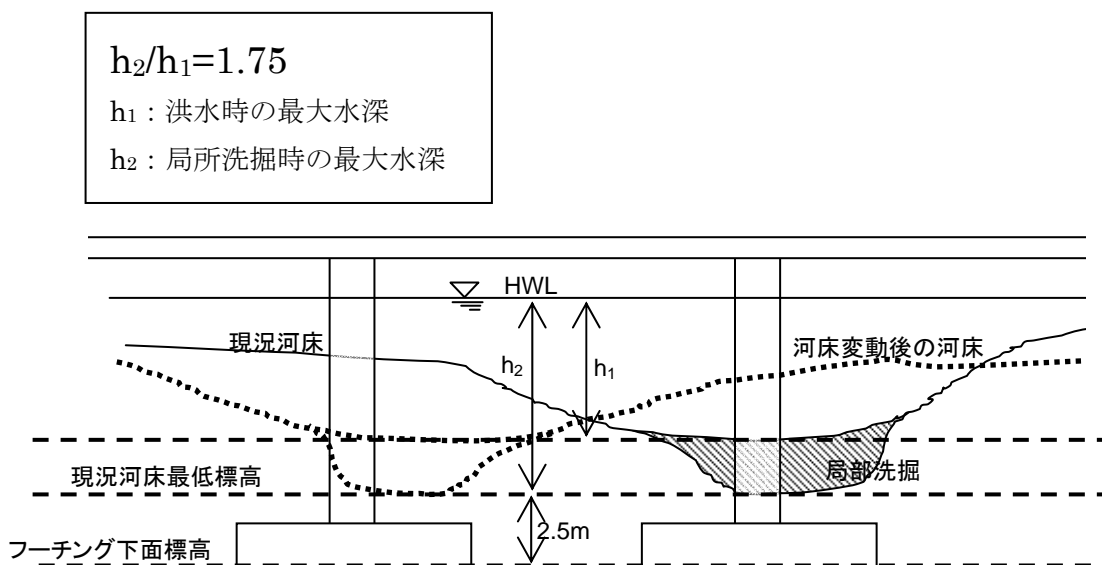 h₂/h₁=1.75
h₁：洪水時の最大水深
h₂：局所洗掘時の最大水深
HWL
現況河床
河床変動後の河床
h₂
h₁
現況河床最低標高
局部洗掘
2.5m
フーチング下面標高